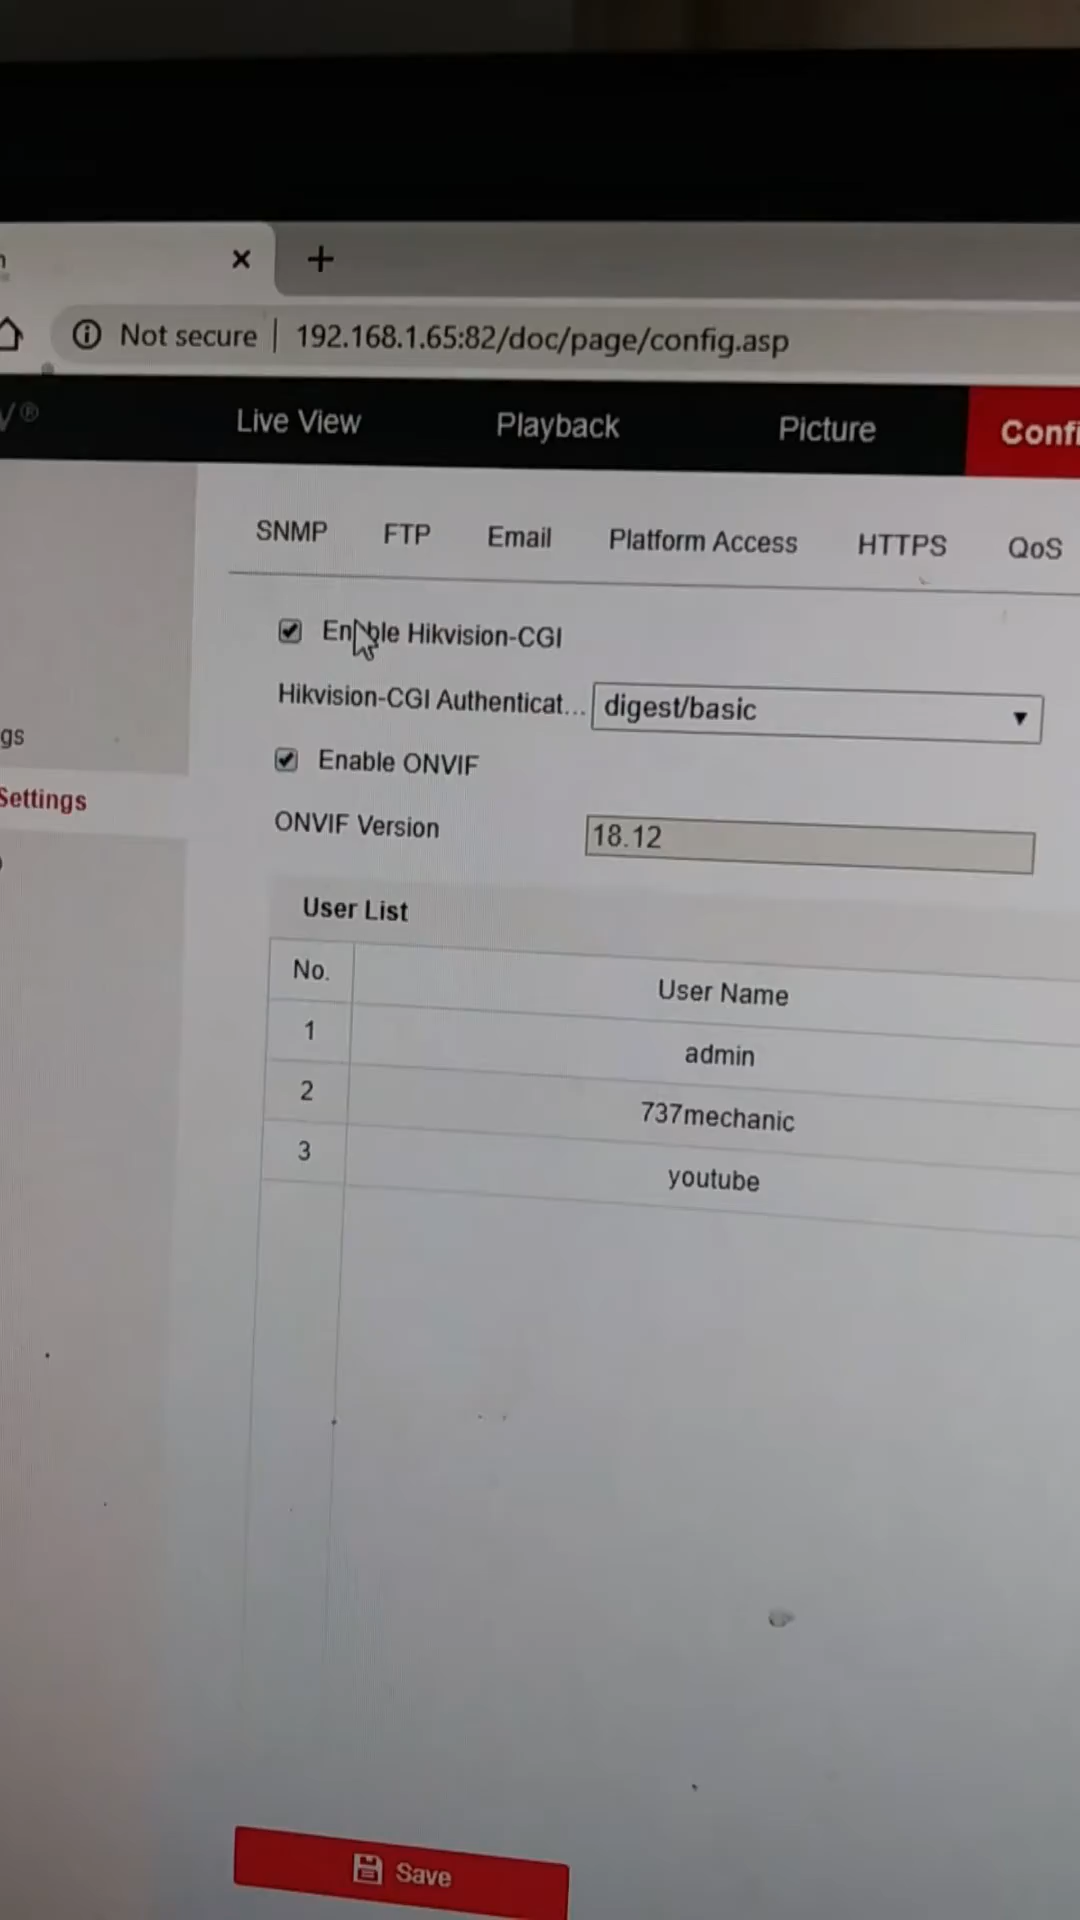 Not secure | 192.168.1.65:82/doc/page/config.asp
V® Live View Playback Picture Confi
SNMP FTP Email Platform Access HTTPS QoS
Enable Hikvision-CGI
Hikvision-CGI Authenticat... digest/basic
gs
Enable ONVIF
Settings
ONVIF Version 18.12
User List
No. User Name
1 admin
2 737mechanic
3 youtube
Save